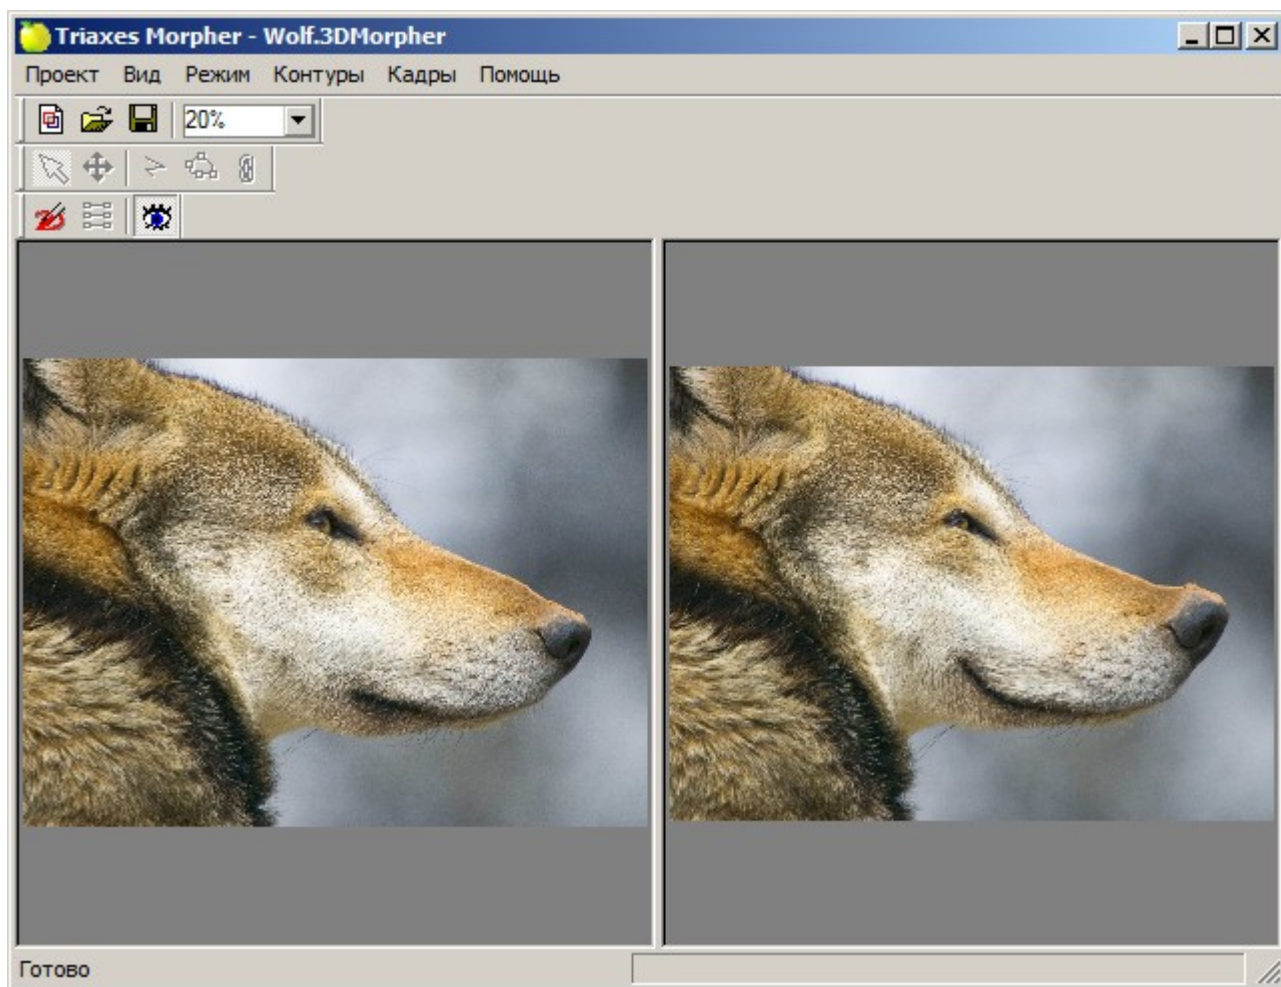 Triaxes Morpher - Wolf.3DMorpher
Проект Вид Режим Контуры Кадры Помощь
20%
Готово